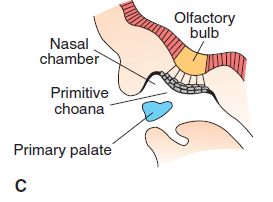 Olfactory
bulb
Nasal
chamber
Primitive
choana
Primary palate
C